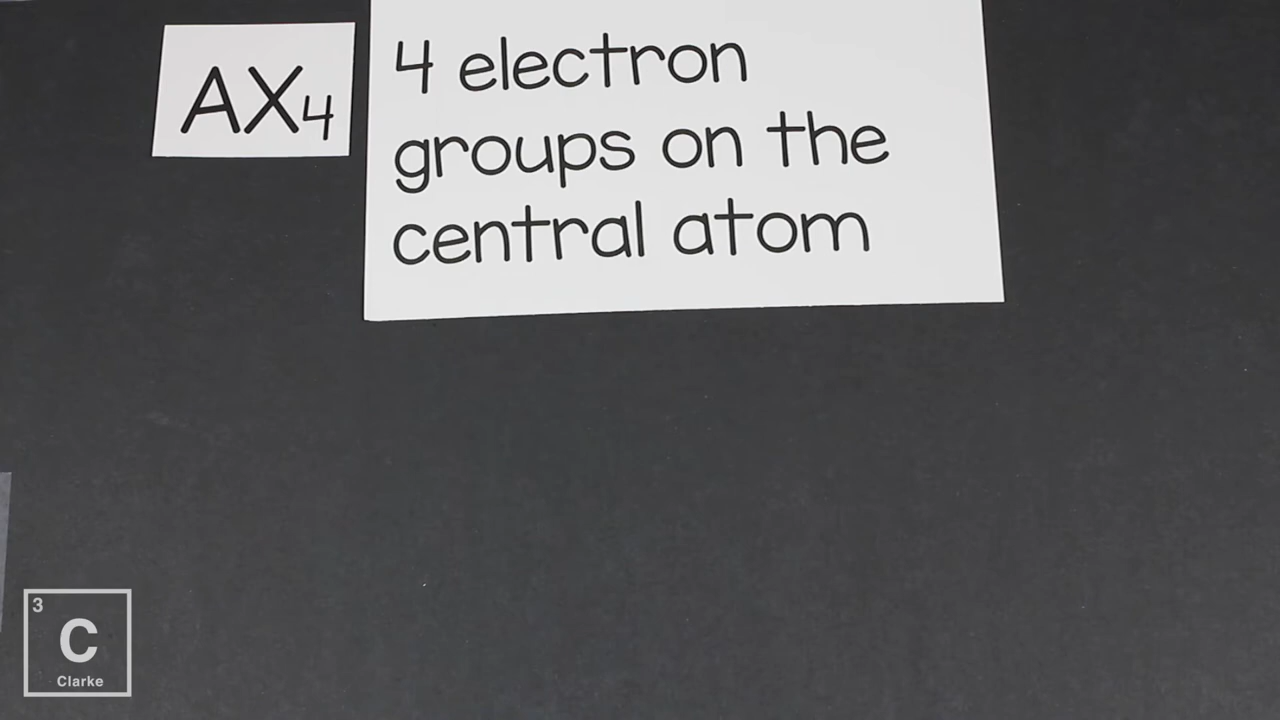 AX4
4 electron
groups on the
central atom
3
C
Clarke